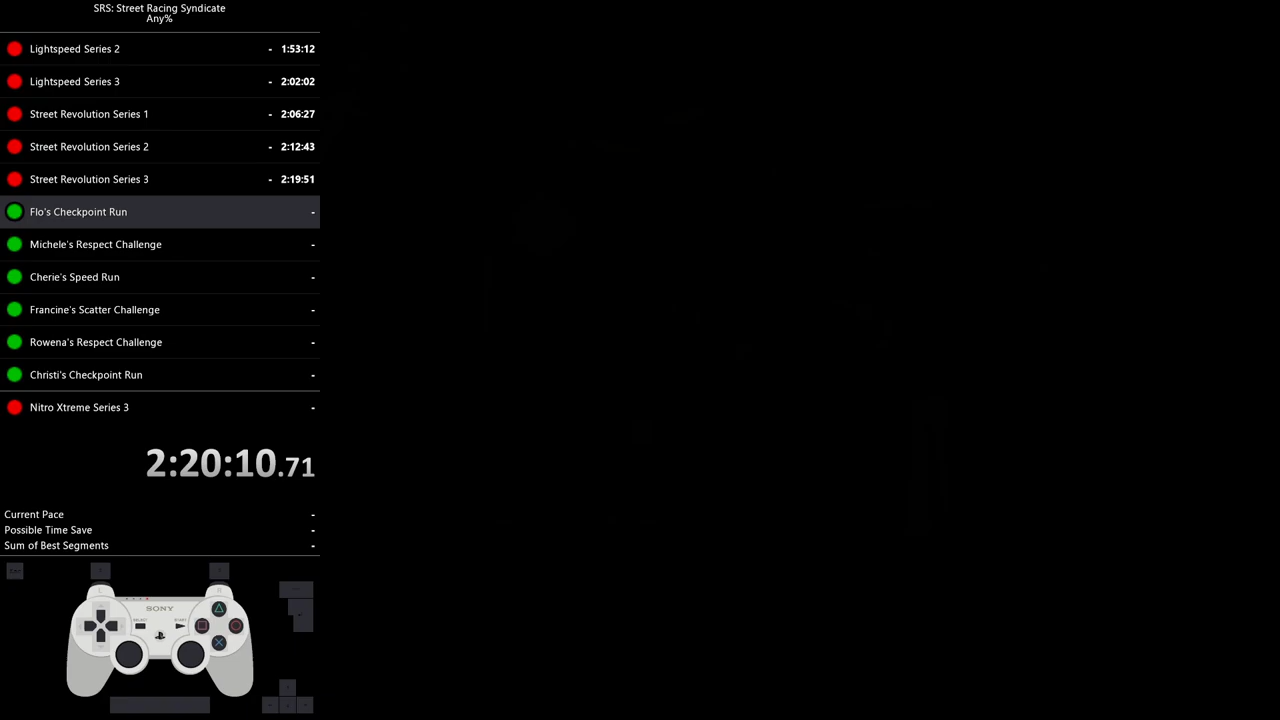 SRS: Street Racing Syndicate
Any%
Lightspeed Series 2 - 1:53:12
Lightspeed Series 3 - 2:02:02
Street Revolution Series 1 - 2:06:27
Street Revolution Series 2 - 2:12:43
Street Revolution Series 3 - 2:19:51
Flo's Checkpoint Run -
Michele's Respect Challenge -
Cherie's Speed Run -
Francine's Scatter Challenge -
Rowena's Respect Challenge -
Christi's Checkpoint Run -
Nitro Xtreme Series 3 -
2:20:10.71
Current Pace -
Possible Time Save -
Sum of Best Segments -
L R
SONY
SELECT START